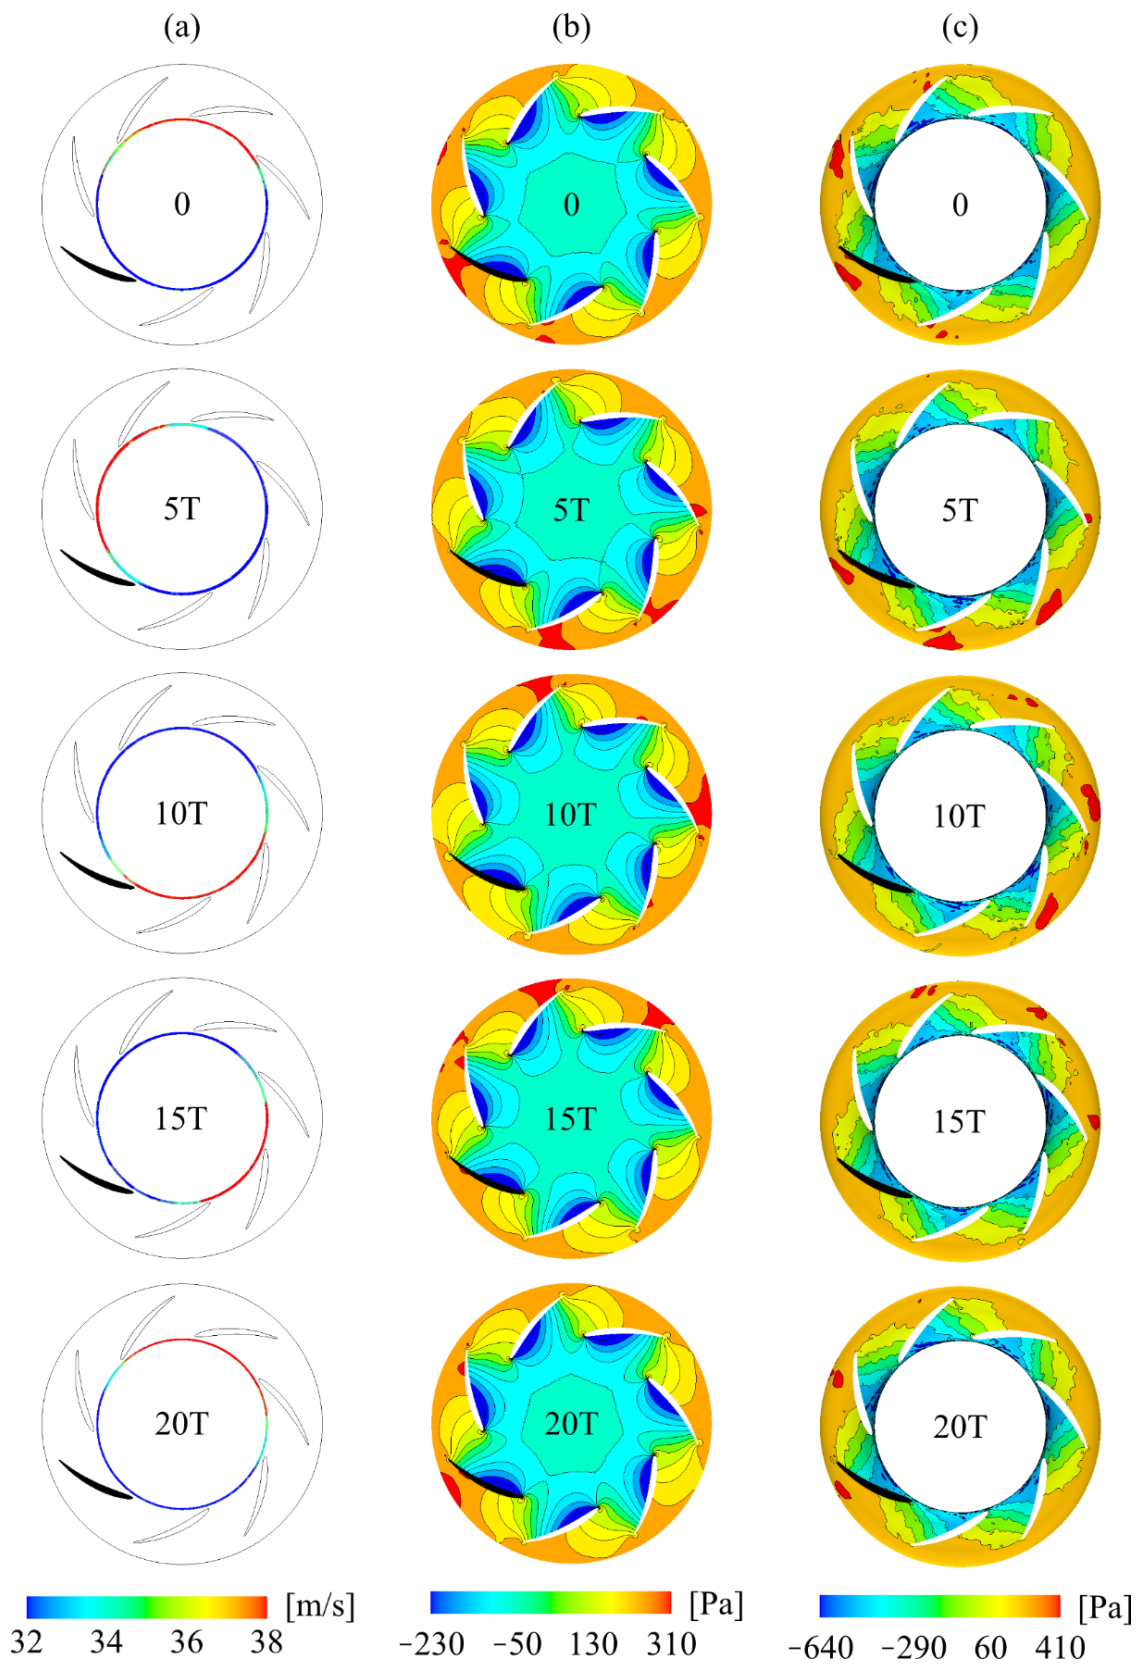 (a) (b) (c)
0 0 0
5T 5T 5T
10T 10T 10T
15T 15T 15T
20T 20T 20T
[m/s] [Pa] [Pa]
32 34 36 38 −230 −50 130 310 −640 −290 60 410